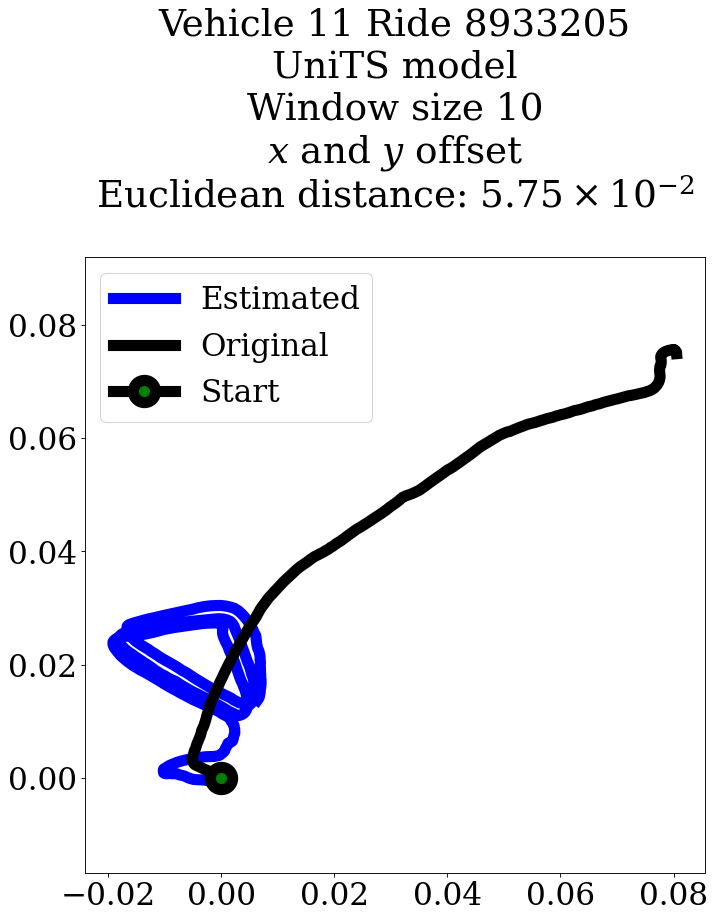 Vehicle 11 Ride 8933205
UniTS model
Window size 10
x and y offset
Euclidean distance: 5.75 × 10⁻²
Estimated
Original
Start
0.08
0.06
0.04
0.02
0.00
−0.02 0.00 0.02 0.04 0.06 0.08